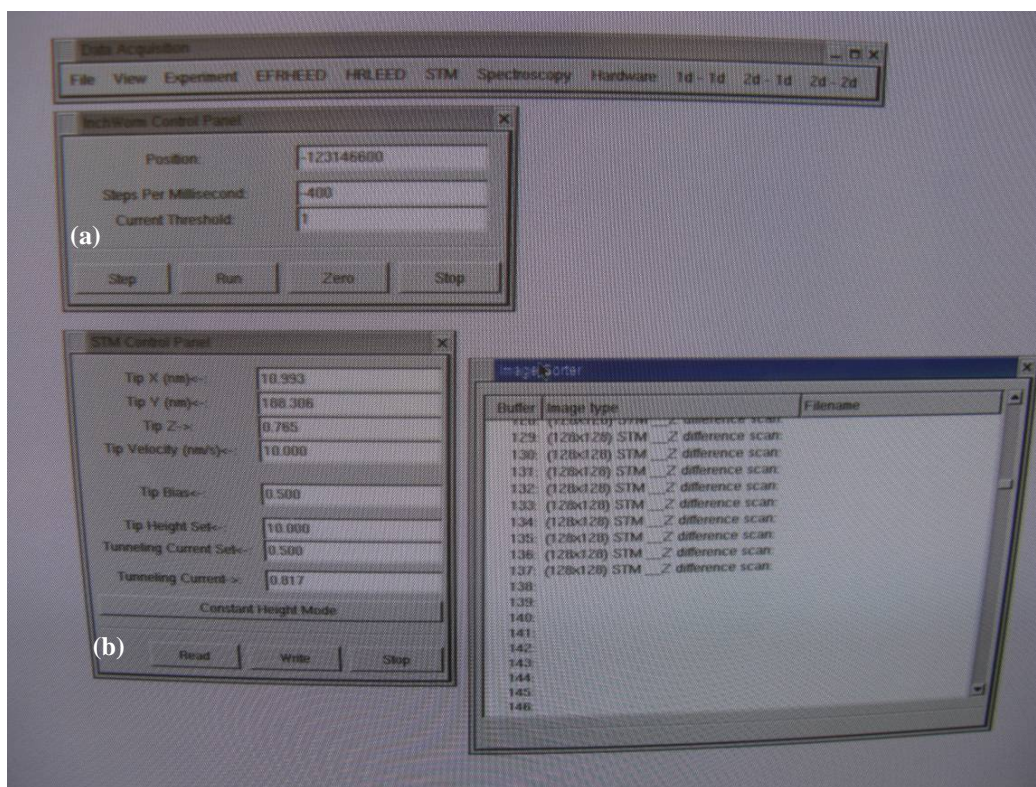 Data Acquisition
File View Experiment EFRHEED HRLEED STM Spectroscopy Hardware 1d - 1d 2d - 1d 2d - 2d
Inchworm Control Panel
Position: -123146600
Steps Per Millisecond: -400
Current Threshold: 1
(a)
Step Run Zero Stop
STM Control Panel
Tip X (nm)<-: 10.993
Tip Y (nm)<-: 188.306
Tip Z->: 0.765
Tip Velocity (nm/s)<-: 10.000
Tip Bias<-: 0.500
Tip Height Set<-: 10.000
Tunneling Current Set<-: 0.500
Tunneling Current->: 0.817
Constant Height Mode
(b)
Read Write Stop
Image Sorter
Buffer Image type Filename
128: (128x128) STM __Z difference scan:
129: (128x128) STM __Z difference scan:
130: (128x128) STM __Z difference scan:
131: (128x128) STM __Z difference scan:
132: (128x128) STM __Z difference scan:
133: (128x128) STM __Z difference scan:
134: (128x128) STM __Z difference scan:
135: (128x128) STM __Z difference scan:
136: (128x128) STM __Z difference scan:
137: (128x128) STM __Z difference scan:
138:
139:
140:
141:
142:
143:
144:
145:
146: